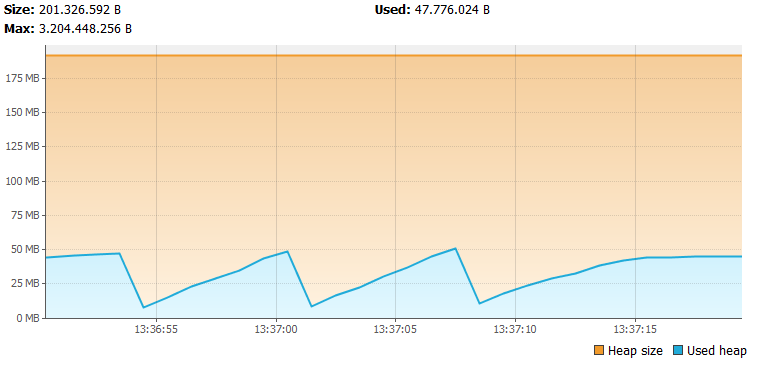 Size: 201.326.592 B Used: 47.776.024 B
Max: 3.204.448.256 B
175 MB
150 MB
125 MB
100 MB
75 MB
50 MB
25 MB
0 MB
13:36:55 13:37:00 13:37:05 13:37:10 13:37:15
Heap size Used heap